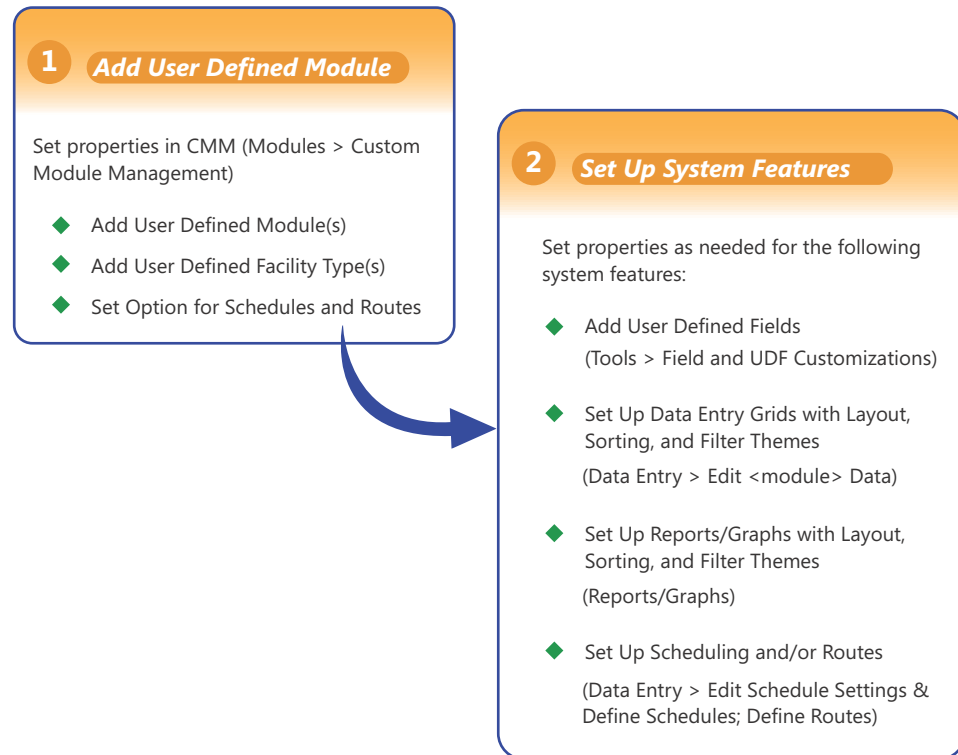 1
Add User Defined Module
Set properties in CMM (Modules > Custom
Module Management)
Add User Defined Module(s)
Add User Defined Facility Type(s)
Set Option for Schedules and Routes
2
Set Up System Features
Set properties as needed for the following
system features:
Add User Defined Fields
(Tools > Field and UDF Customizations)
Set Up Data Entry Grids with Layout,
Sorting, and Filter Themes
(Data Entry > Edit <module> Data)
Set Up Reports/Graphs with Layout,
Sorting, and Filter Themes
(Reports/Graphs)
Set Up Scheduling and/or Routes
(Data Entry > Edit Schedule Settings &
Define Schedules; Define Routes)